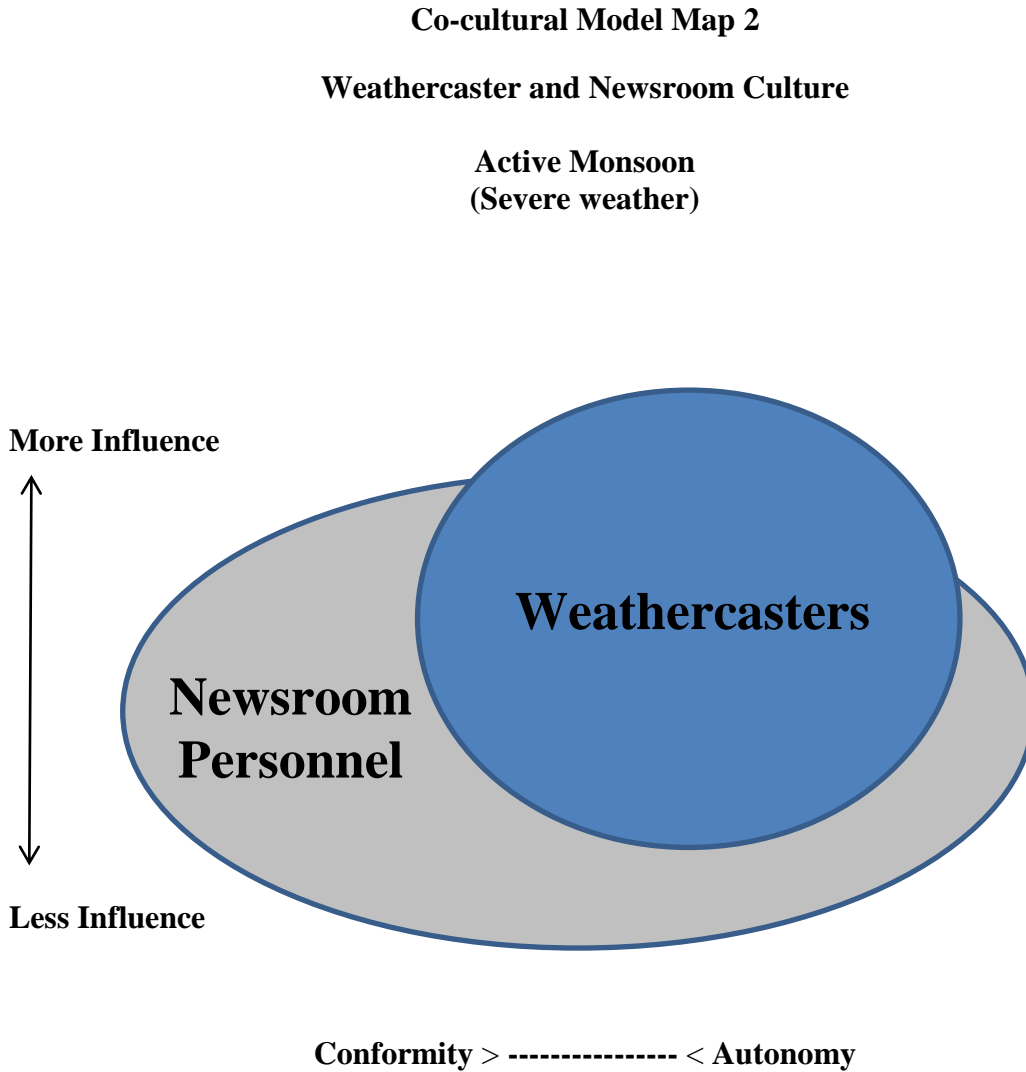 Co-cultural Model Map 2
Weathercaster and Newsroom Culture
Active Monsoon
(Severe weather)
More Influence
Weathercasters
Newsroom
Personnel
Less Influence
Conformity > ---------------- < Autonomy